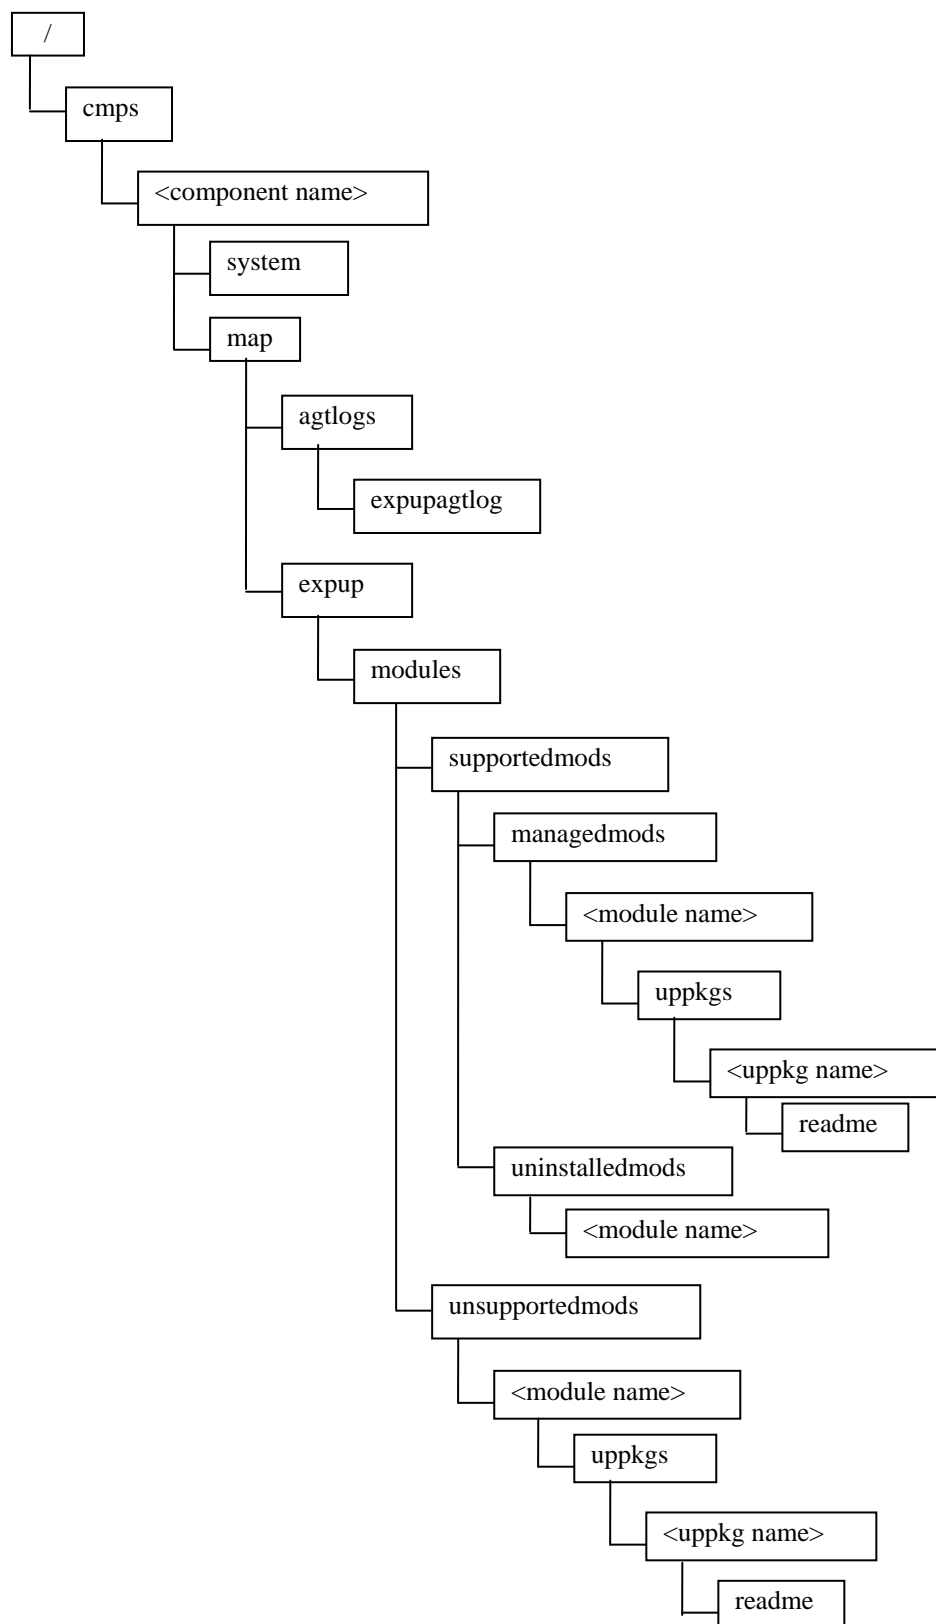 /
cmps
<component name>
system
map
agtlogs
expupagtlog
expup
modules
supportedmods
managedmods
<module name>
uppkgs
<uppkg name>
readme
uninstalledmods
<module name>
unsupportedmods
<module name>
uppkgs
<uppkg name>
readme